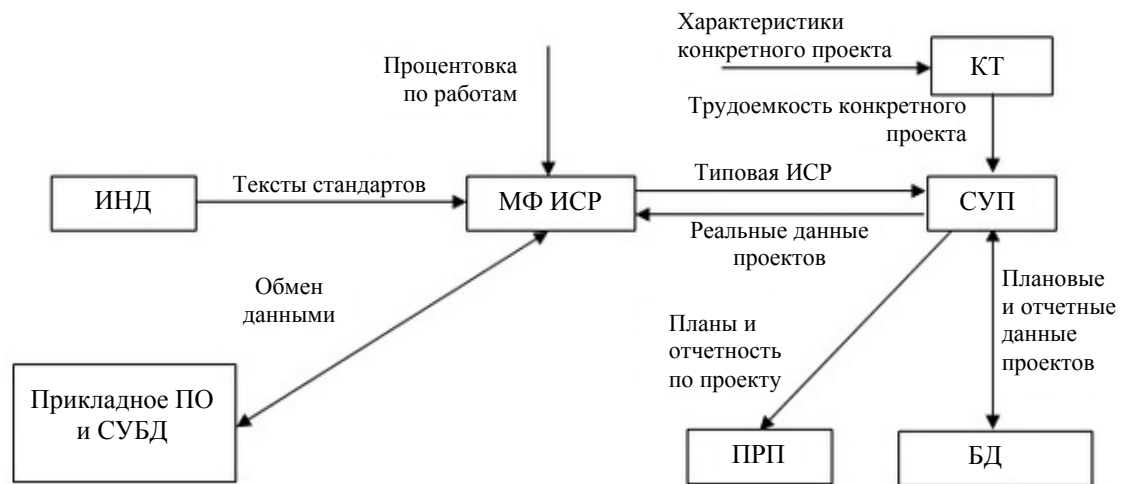 Характеристики
конкретного проекта
КТ
Процентовка
по работам
Трудоемкость конкретного
проекта
ИНД
Тексты стандартов
МФ ИСР
Типовая ИСР
СУП
Реальные данные
проектов
Обмен
данными
Планы и
отчетность
по проекту
Плановые
и отчетные
данные
проектов
Прикладное ПО
и СУБД
ПРП
БД